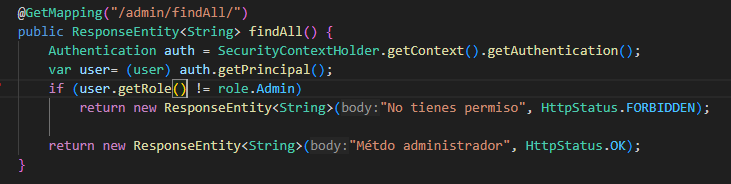 @GetMapping("/admin/findAll/")
public ResponseEntity<String> findAll() {
    Authentication auth = SecurityContextHolder.getContext().getAuthentication();
    var user= (user) auth.getPrincipal();
    if (user.getRole() != role.Admin)
        return new ResponseEntity<String>(body:"No tienes permiso", HttpStatus.FORBIDDEN);
    return new ResponseEntity<String>(body:"Métdo administrador", HttpStatus.OK);
}